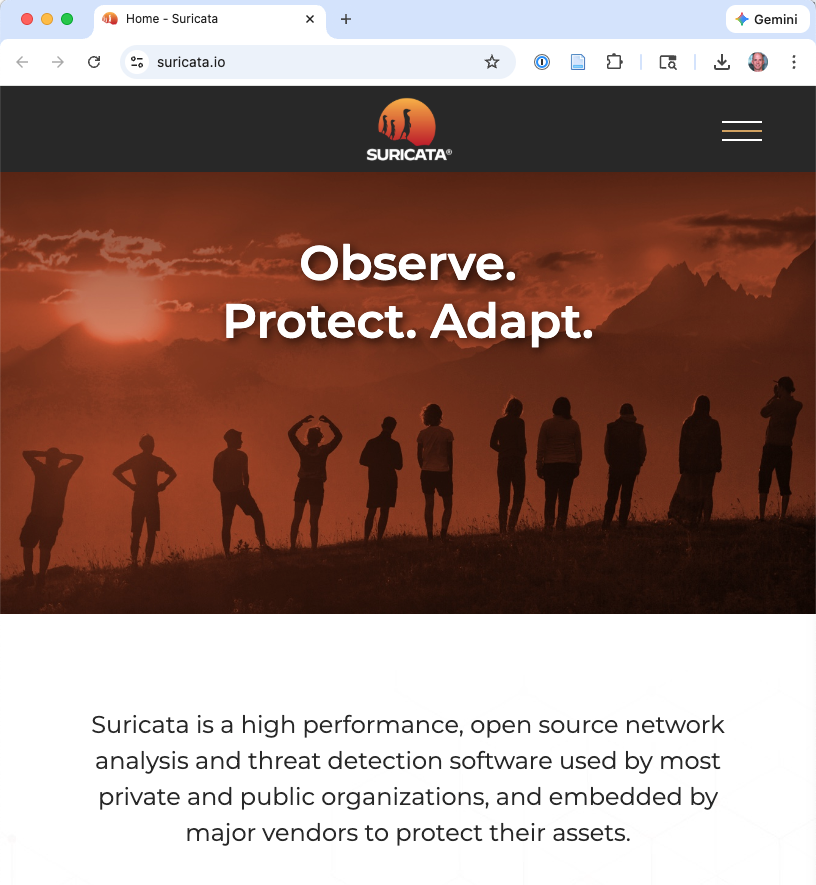 Home - Suricata
Gemini
suricata.io
SURICATA®
Observe.
Protect. Adapt.
Suricata is a high performance, open source network
analysis and threat detection software used by most
private and public organizations, and embedded by
major vendors to protect their assets.